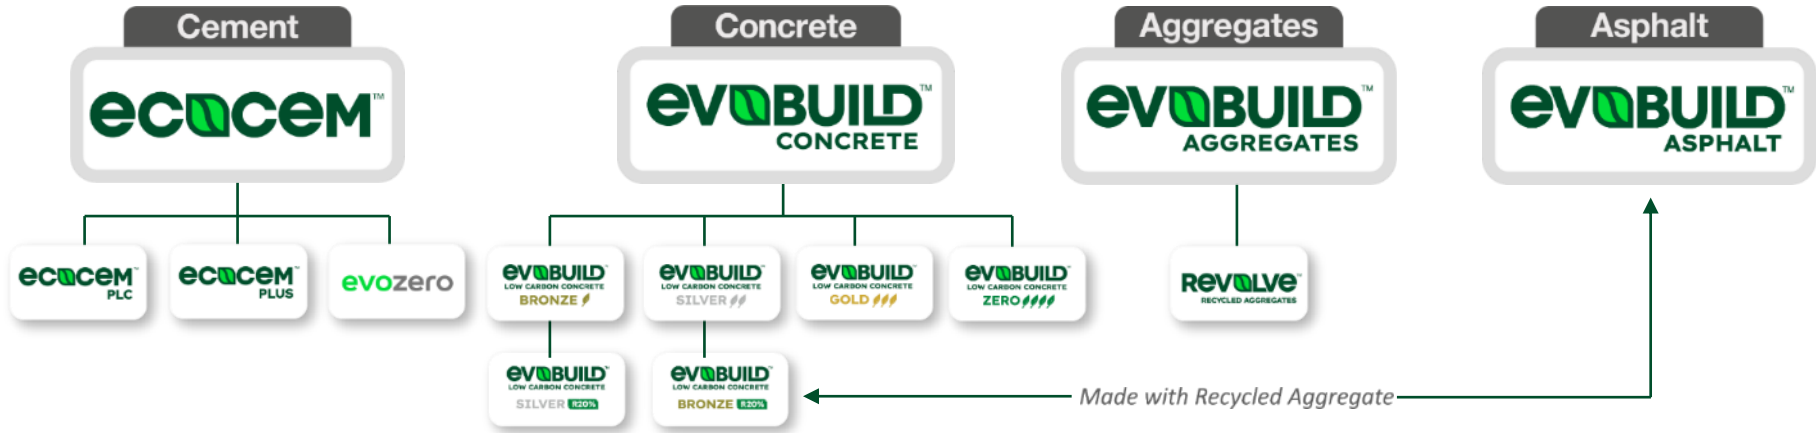 Cement
Concrete
Aggregates
Asphalt
ecocem™
evoBUILD™
CONCRETE
evoBUILD™
AGGREGATES
evoBUILD™
ASPHALT
ecocem™
PLC
ecocem™
PLUS
evozero
evoBUILD™
LOW CARBON CONCRETE
BRONZE
evoBUILD™
LOW CARBON CONCRETE
SILVER
evoBUILD™
LOW CARBON CONCRETE
GOLD
evoBUILD™
LOW CARBON CONCRETE
ZERO
Revolve™
RECYCLED AGGREGATES
evoBUILD™
LOW CARBON CONCRETE
SILVER R20%
evoBUILD™
LOW CARBON CONCRETE
BRONZE R20%
Made with Recycled Aggregate